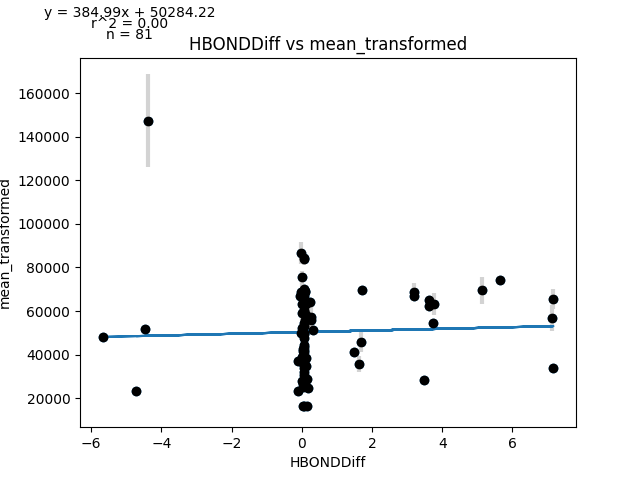 y = 384.99x + 50284.22
r^2 = 0.00
n = 81
HBONDDiff vs mean_transformed
160000
140000
120000
100000
80000
60000
40000
20000
mean_transformed
−6
−4
−2
0
2
4
6
HBONDDiff